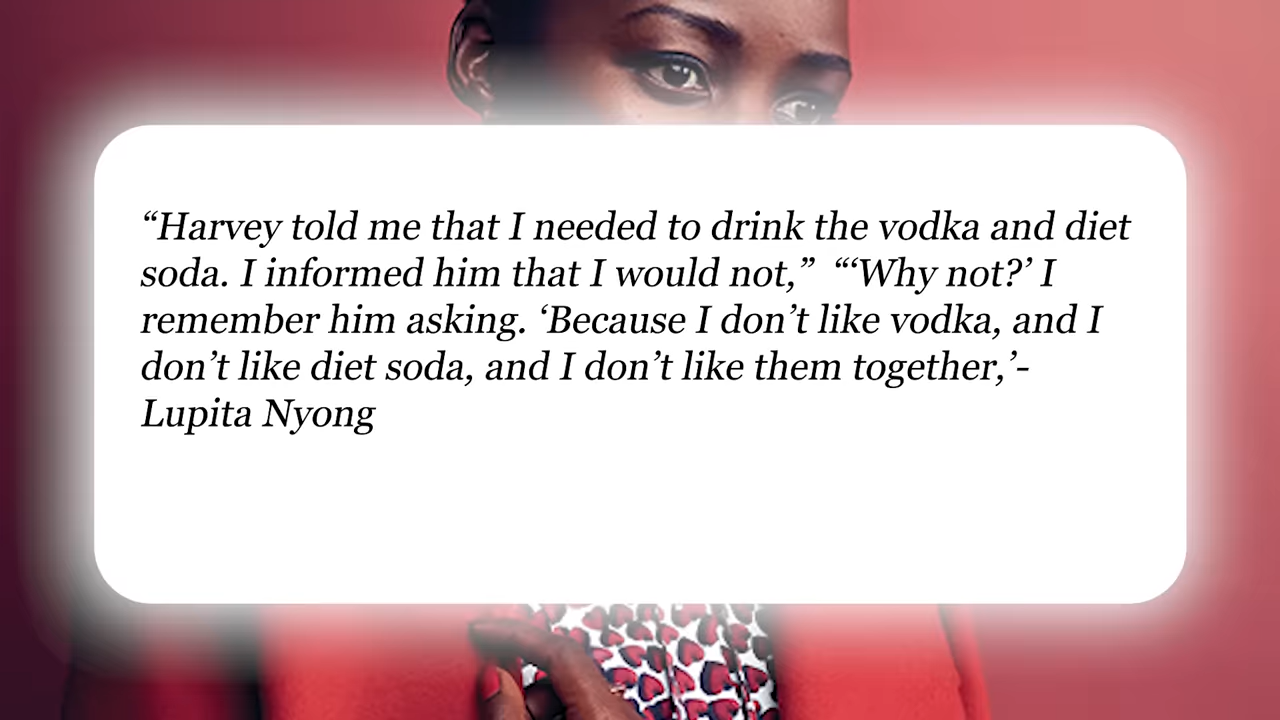 “Harvey told me that I needed to drink the vodka and diet
soda. I informed him that I would not,”  “‘Why not?’ I
remember him asking. ‘Because I don’t like vodka, and I
don’t like diet soda, and I don’t like them together,’-
Lupita Nyong